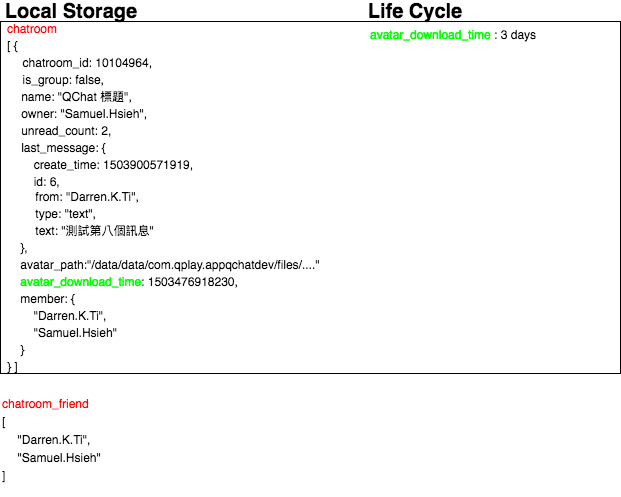 Local Storage
Life Cycle
chatroom
avatar_download_time : 3 days
[ {
chatroom_id: 10104964,
is_group: false,
name: "QChat 標題",
owner: "Samuel.Hsieh",
unread_count: 2,
last_message: {
create_time: 1503900571919,
id: 6,
from: "Darren.K.Ti",
type: "text",
text: "測試第八個訊息"
},
avatar_path:"/data/data/com.qplay.appqchatdev/files/...."
avatar_download_time: 1503476918230,
member: {
"Darren.K.Ti",
"Samuel.Hsieh"
}
} ]
chatroom_friend
[
"Darren.K.Ti",
"Samuel.Hsieh"
]